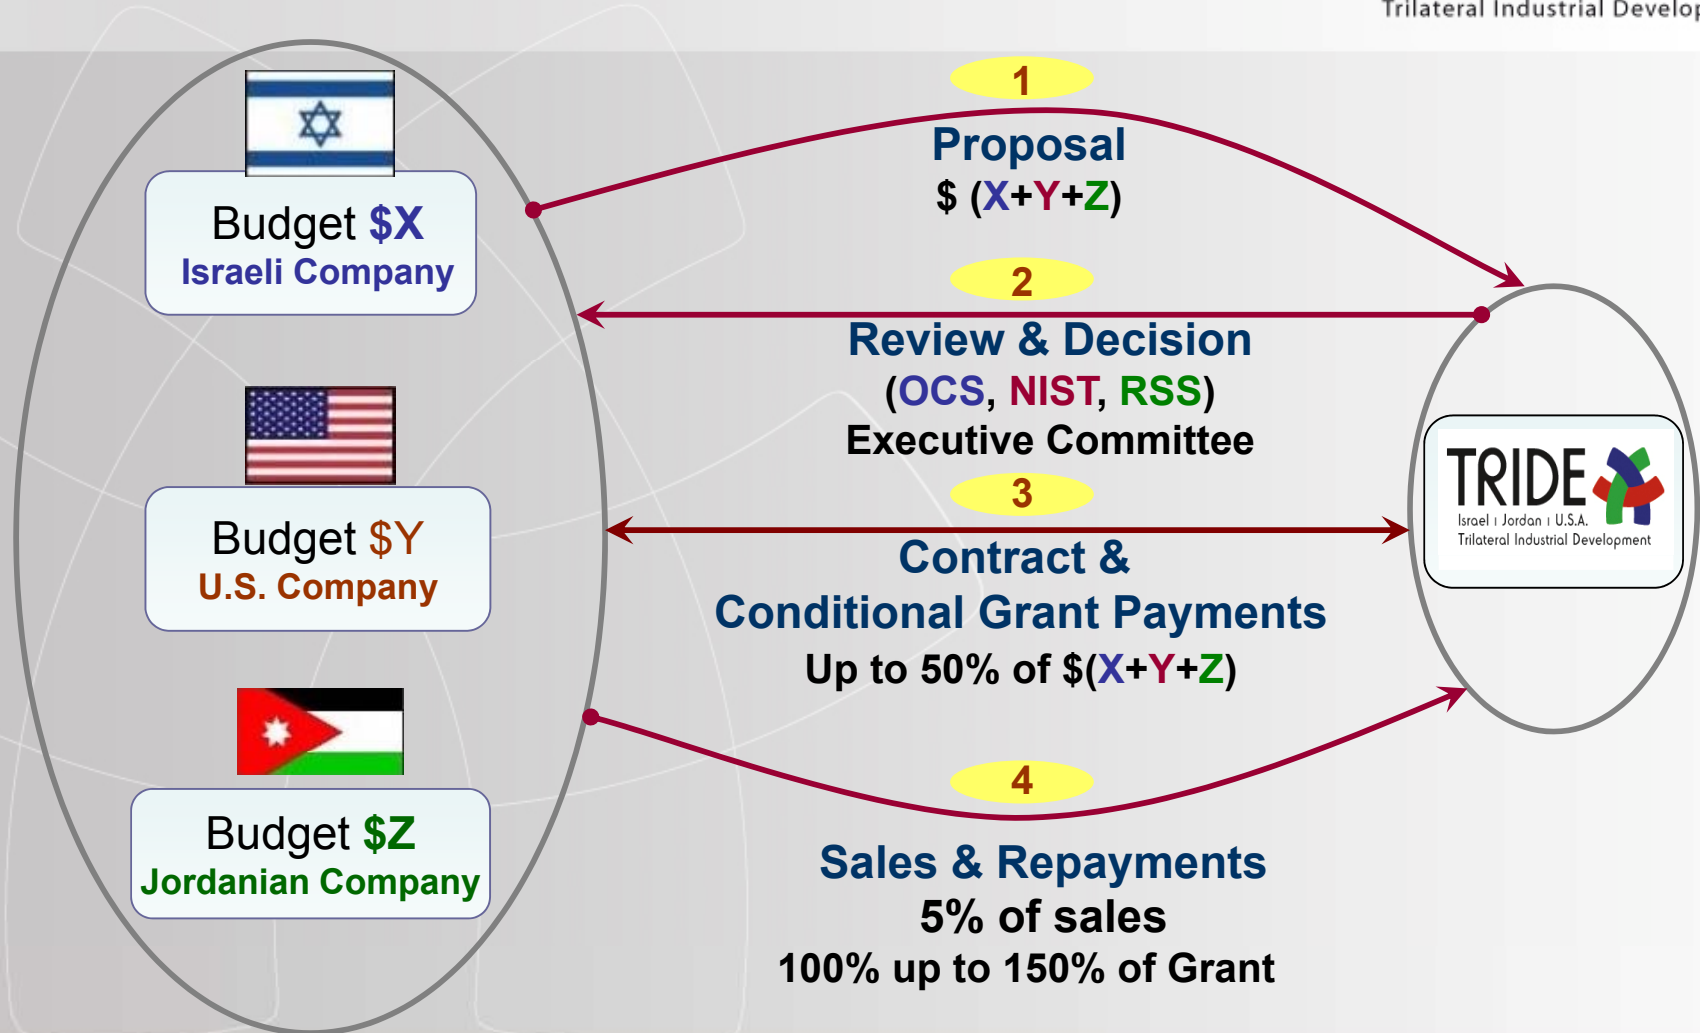 Trilateral Industrial Develop
Budget $X
Israeli Company
Budget $Y
U.S. Company
Budget $Z
Jordanian Company
1
Proposal
$ (X+Y+Z)
2
Review & Decision
(OCS, NIST, RSS)
Executive Committee
3
Contract &
Conditional Grant Payments
Up to 50% of $(X+Y+Z)
4
Sales & Repayments
5% of sales
100% up to 150% of Grant
TRIDE
Israel | Jordan | U.S.A.
Trilateral Industrial Development